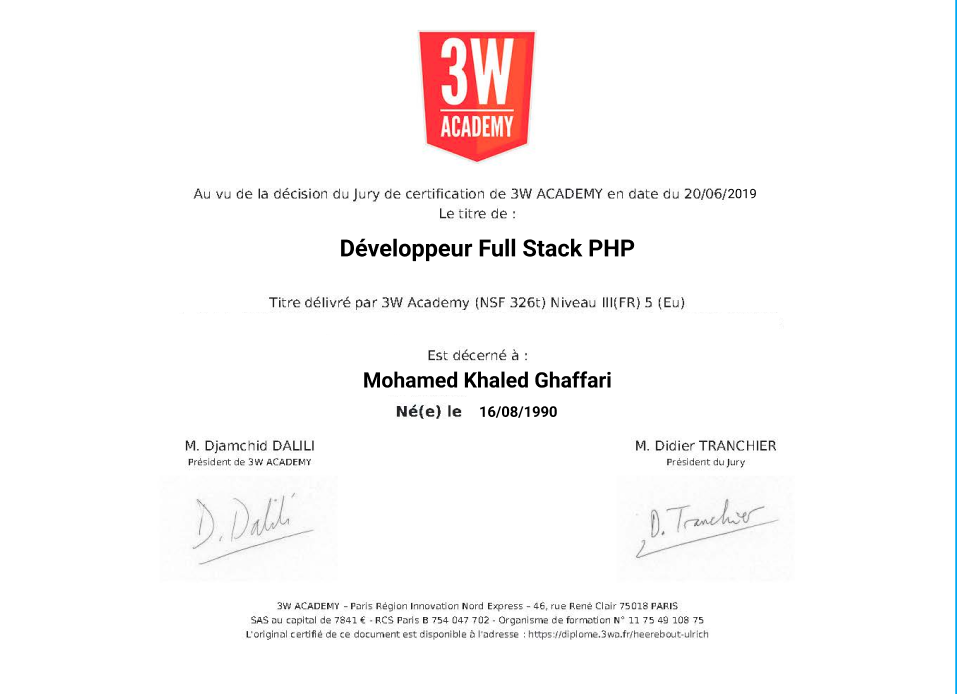 3W
ACADEMY
Au vu de la décision du Jury de certification de 3W ACADEMY en date du 20/06/2019
Le titre de :
Développeur Full Stack PHP
Titre délivré par 3W Academy (NSF 326t) Niveau III(FR) 5 (Eu)
Est décerné à :
Mohamed Khaled Ghaffari
Né(e) le 16/08/1990
M. Djamchid DALILI
Président de 3W ACADEMY
D. Dalili
M. Didier TRANCHIER
Président du Jury
D. Tranchier
3W ACADEMY – Paris Région Innovation Nord Express – 46, rue René Clair 75018 PARIS
SAS au capital de 7841 € - RCS Paris B 754 047 702 - Organisme de formation N° 11 75 49 108 75
L'original certifié de ce document est disponible à l'adresse : https://diplome.3wa.fr/heerebout-ulrich